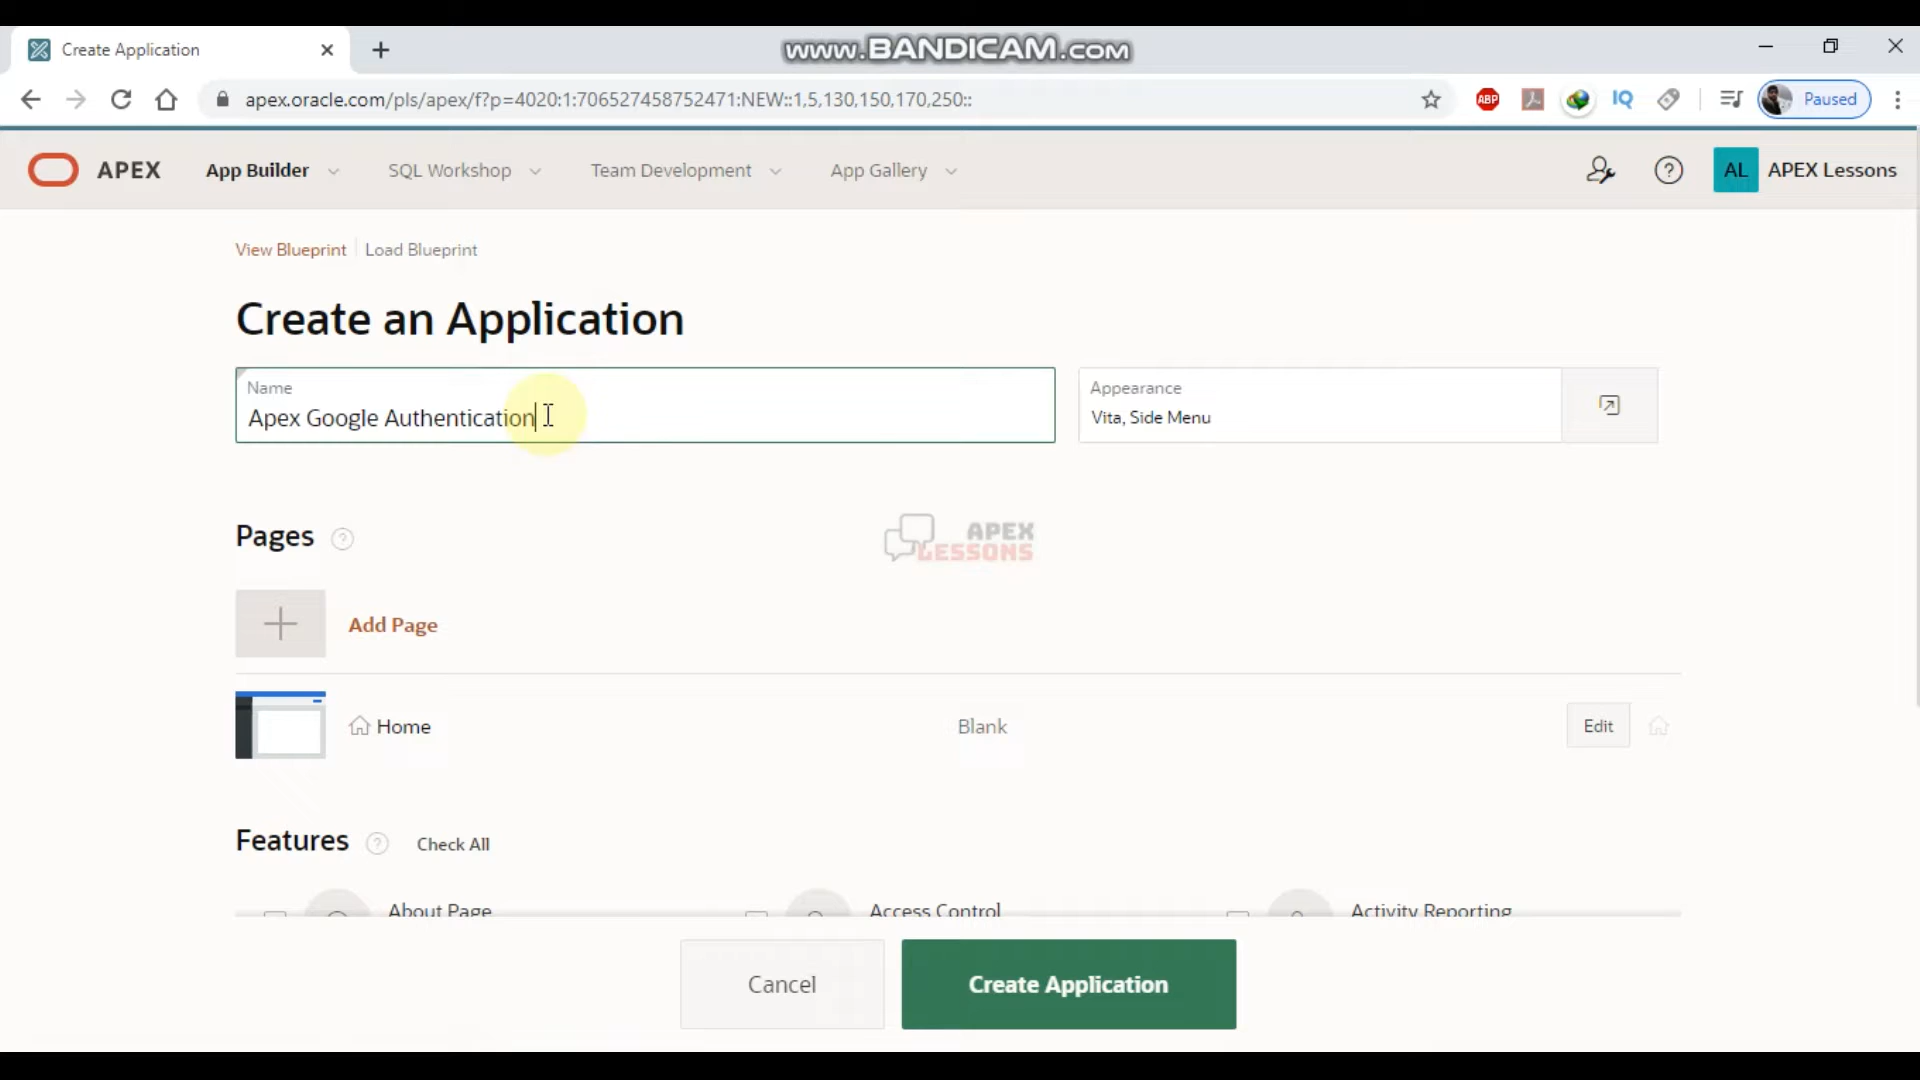 Create Application
www.BANDICAM.com
apex.oracle.com/pls/apex/f?p=4020:1:706527458752471:NEW::1,5,130,150,170,250::
ABP
IQ
Paused
APEX
App Builder
SQL Workshop
Team Development
App Gallery
?
AL
APEX Lessons
View Blueprint
Load Blueprint
Create an Application
Name
Apex Google Authentication
Appearance
Vita, Side Menu
Pages
?
APEX
LESSONS
Add Page
Home
Blank
Edit
Features
?
Check All
About Page
Access Control
Activity Reporting
Cancel
Create Application